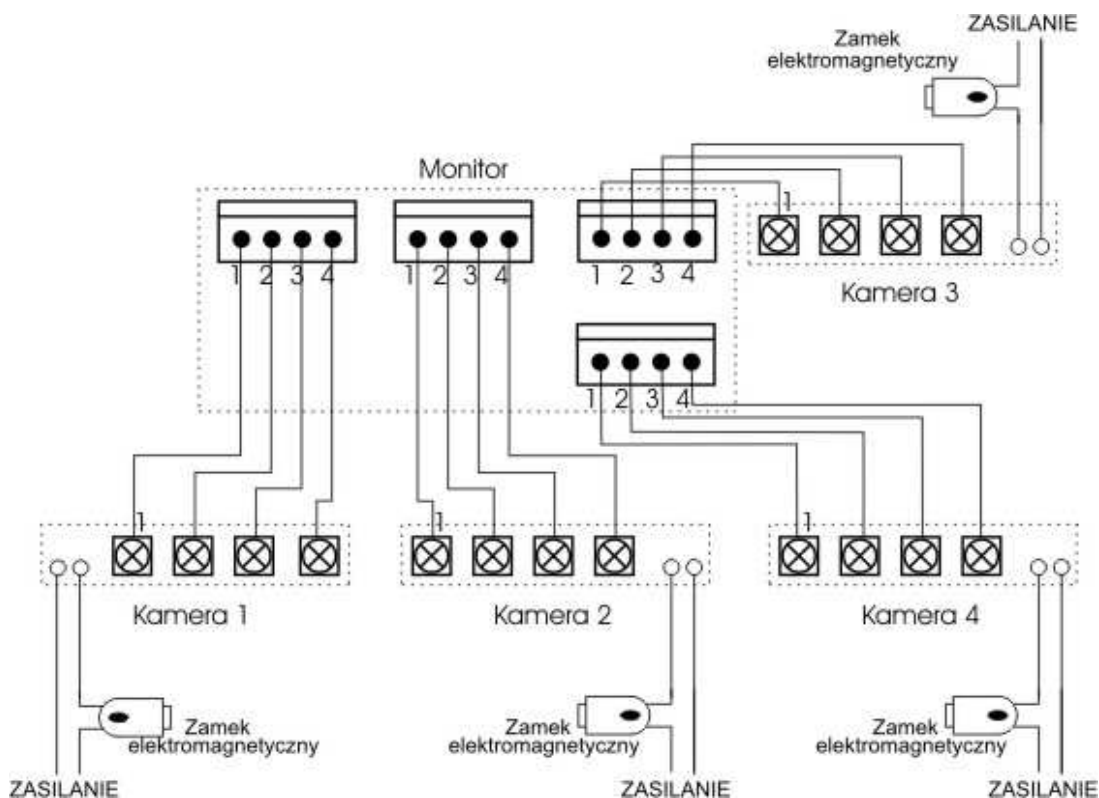 ZASILANIE
Zamek
elektromagnetyczny
Monitor
1
1 2 3 4
1 2 3 4
1 2 3 4
Kamera 3
1 2 3 4
1
1
1
Kamera 1
Kamera 2
Kamera 4
Zamek
elektromagnetyczny
Zamek
elektromagnetyczny
Zamek
elektromagnetyczny
ZASILANIE
ZASILANIE
ZASILANIE